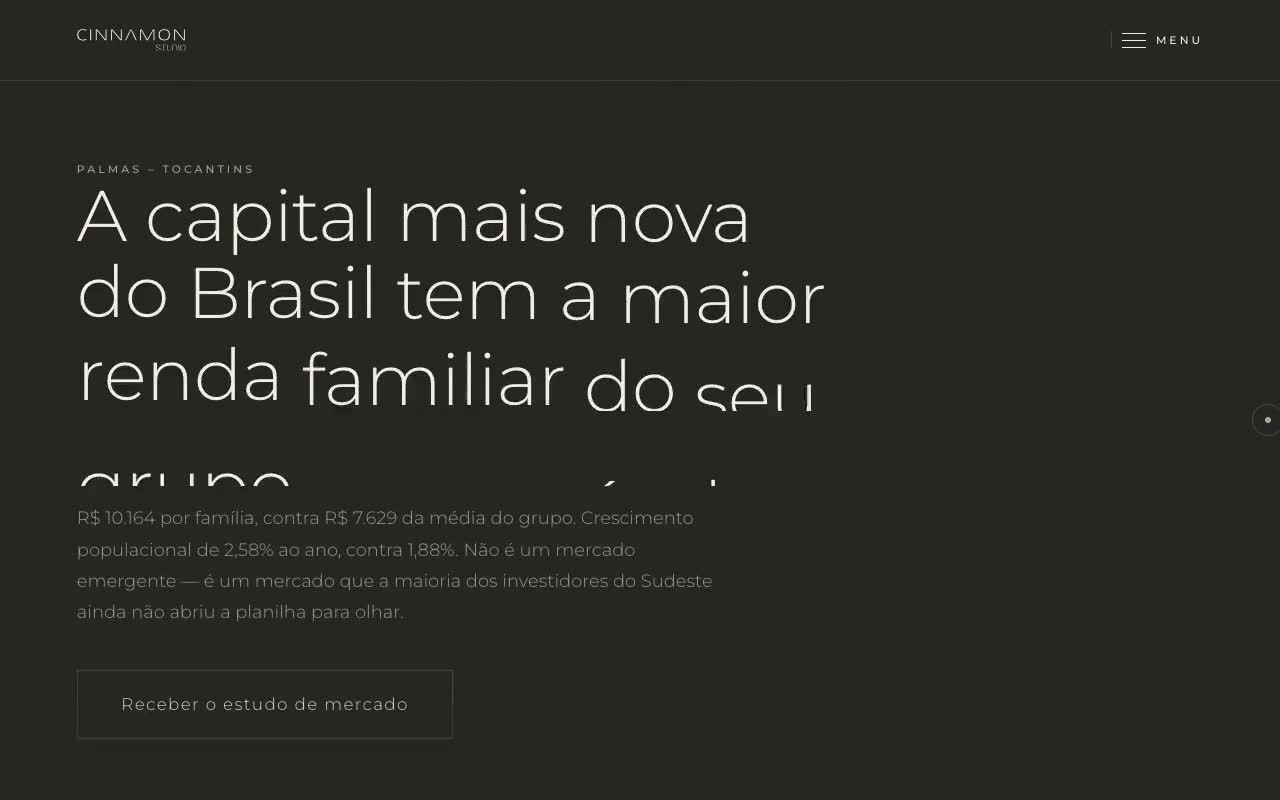 CINNAMON
STUDIO
MENU
PALMAS – TOCANTINS
A capital mais nova
do Brasil tem a maior
renda familiar do seu
grupo
R$ 10.164 por família, contra R$ 7.629 da média do grupo. Crescimento
populacional de 2,58% ao ano, contra 1,88%. Não é um mercado
emergente — é um mercado que a maioria dos investidores do Sudeste
ainda não abriu a planilha para olhar.
Receber o estudo de mercado